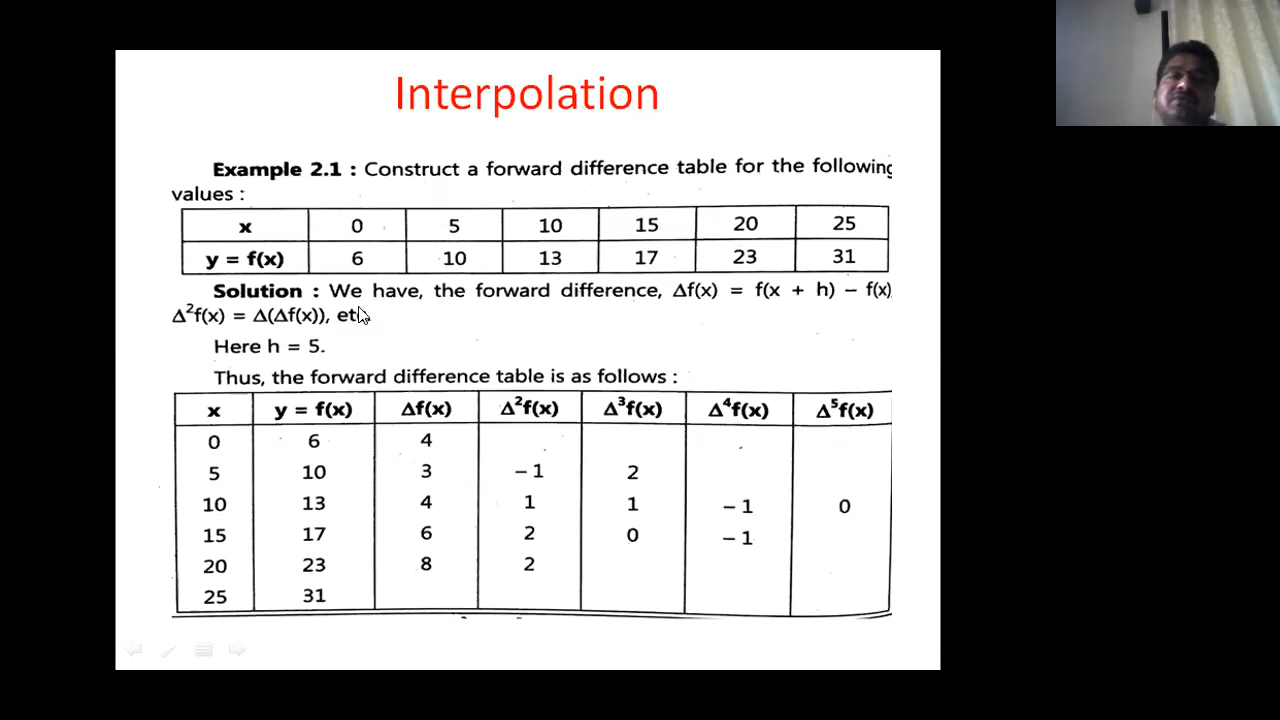 Interpolation
Example 2.1 : Construct a forward difference table for the following
values :
x 0 5 10 15 20 25
y = f(x) 6 10 13 17 23 31
Solution : We have, the forward difference, Δf(x) = f(x + h) − f(x)
Δ²f(x) = Δ(Δf(x)), et
Here h = 5.
Thus, the forward difference table is as follows :
x y = f(x) Δf(x) Δ²f(x) Δ³f(x) Δ⁴f(x) Δ⁵f(x)
0 6 4
5 10 3 − 1 2
10 13 4 1 1 − 1 0
15 17 6 2 0 − 1
20 23 8 2
25 31